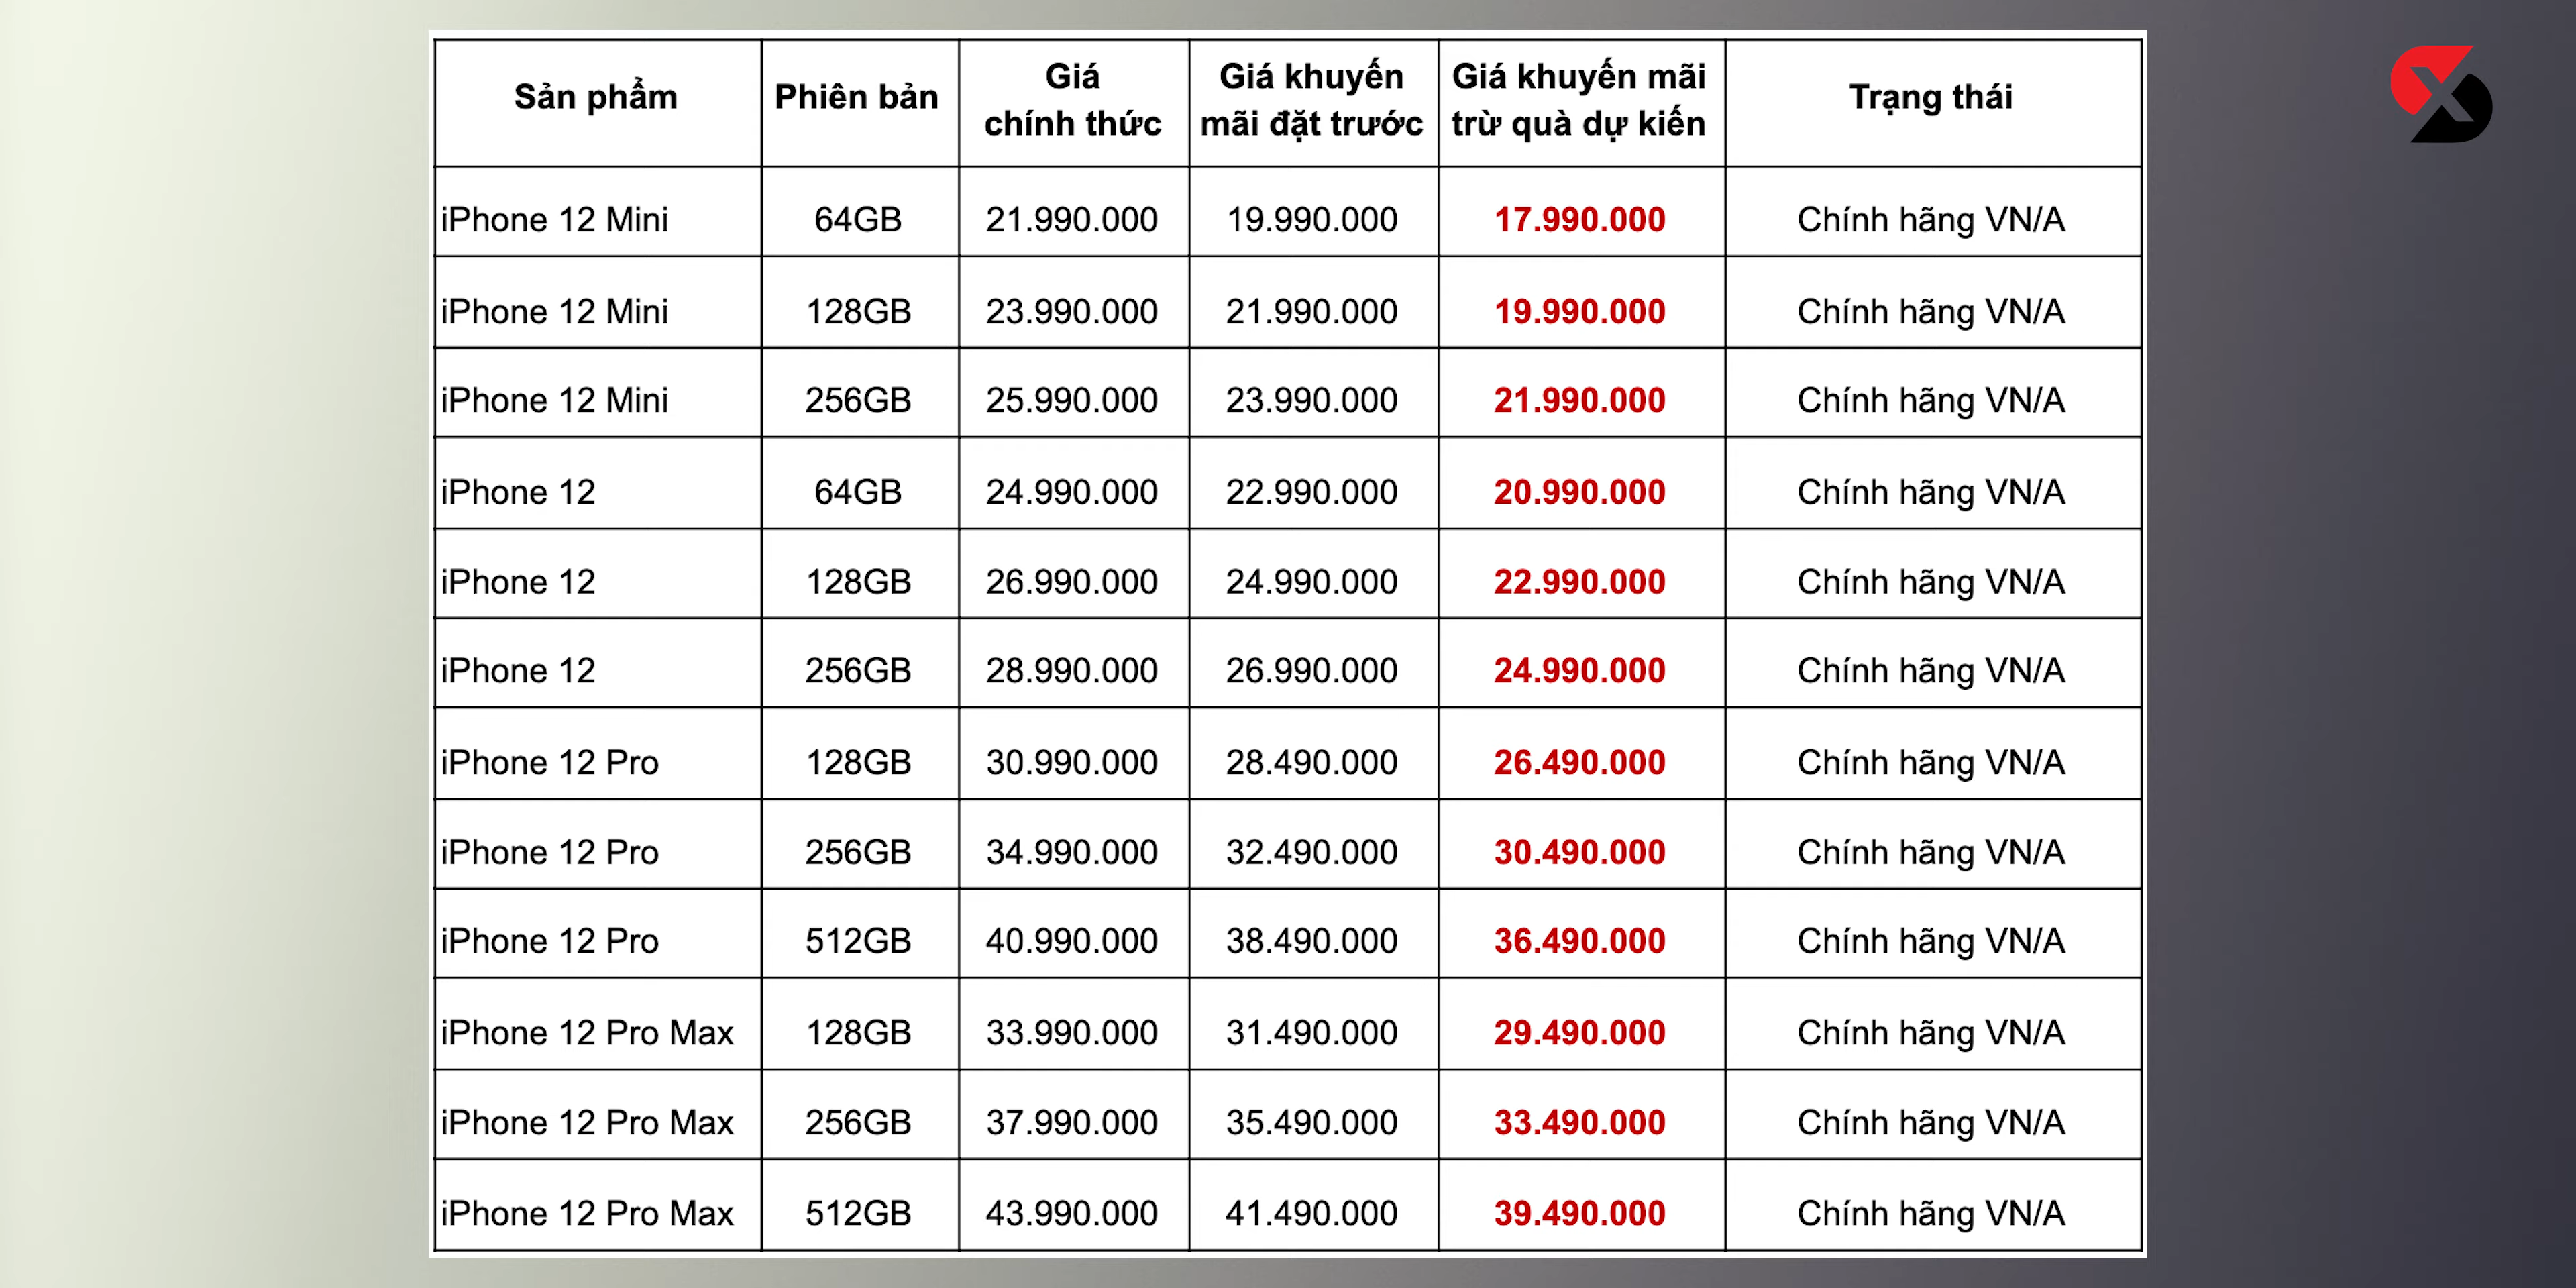 Sản phẩm Phiên bản Giá chính thức Giá khuyến mãi đặt trước Giá khuyến mãi trừ quà dự kiến Trạng thái
iPhone 12 Mini 64GB 21.990.000 19.990.000 17.990.000 Chính hãng VN/A
iPhone 12 Mini 128GB 23.990.000 21.990.000 19.990.000 Chính hãng VN/A
iPhone 12 Mini 256GB 25.990.000 23.990.000 21.990.000 Chính hãng VN/A
iPhone 12 64GB 24.990.000 22.990.000 20.990.000 Chính hãng VN/A
iPhone 12 128GB 26.990.000 24.990.000 22.990.000 Chính hãng VN/A
iPhone 12 256GB 28.990.000 26.990.000 24.990.000 Chính hãng VN/A
iPhone 12 Pro 128GB 30.990.000 28.490.000 26.490.000 Chính hãng VN/A
iPhone 12 Pro 256GB 34.990.000 32.490.000 30.490.000 Chính hãng VN/A
iPhone 12 Pro 512GB 40.990.000 38.490.000 36.490.000 Chính hãng VN/A
iPhone 12 Pro Max 128GB 33.990.000 31.490.000 29.490.000 Chính hãng VN/A
iPhone 12 Pro Max 256GB 37.990.000 35.490.000 33.490.000 Chính hãng VN/A
iPhone 12 Pro Max 512GB 43.990.000 41.490.000 39.490.000 Chính hãng VN/A